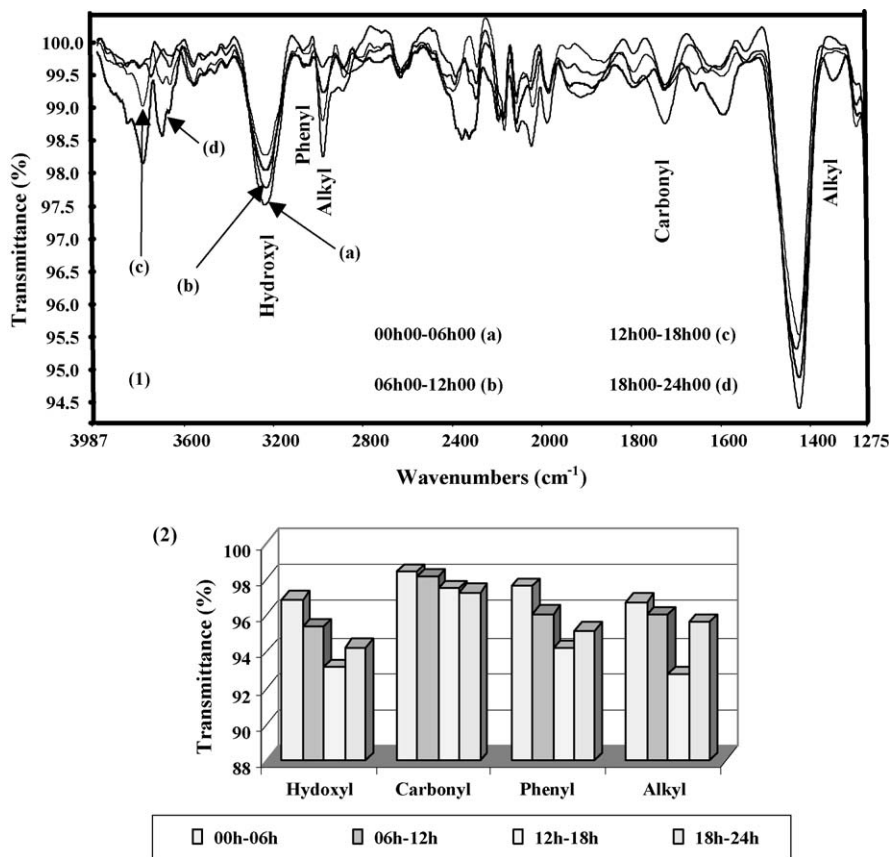 Transmittance (%)
100.0
99.5
99.0
98.5
98.0
97.5
97.0
96.5
96.0
95.5
95.0
94.5
(d)
(c)
(b)
(a)
Hydroxyl
Phenyl
Alkyl
Carbonyl
Alkyl
00h00-06h00 (a)
12h00-18h00 (c)
(1)
06h00-12h00 (b)
18h00-24h00 (d)
3987 3600 3200 2800 2400 2000 1800 1600 1400 1275
Wavenumbers (cm⁻¹)
(2)
Transmittance (%)
100
98
96
94
92
90
88
Hydoxyl Carbonyl Phenyl Alkyl
00h-06h 06h-12h 12h-18h 18h-24h